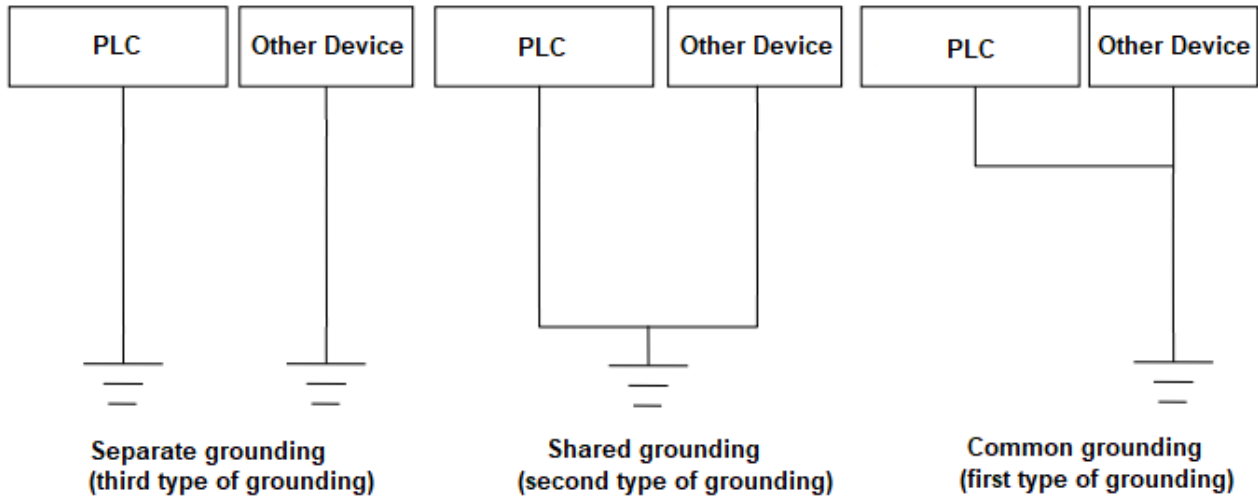 PLC
Other Device
PLC
Other Device
PLC
Other Device
Separate grounding
(third type of grounding)
Shared grounding
(second type of grounding)
Common grounding
(first type of grounding)